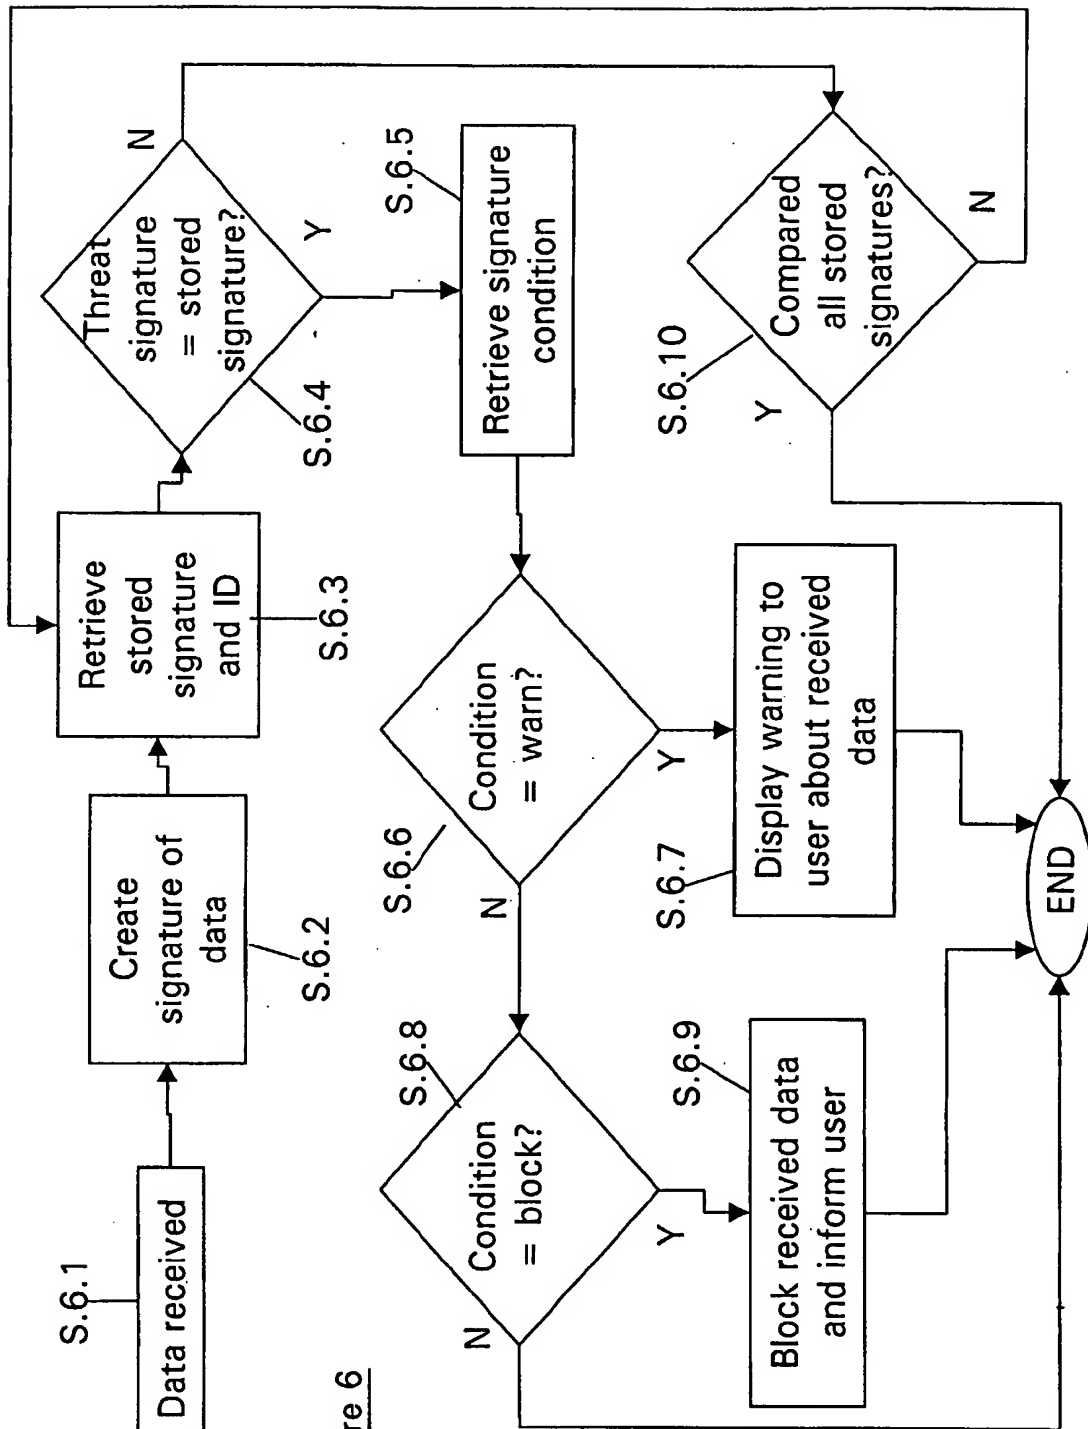 S.6.1
Data received
Create
signature of
data
S.6.2
Retrieve
stored
signature
and ID
S.6.3
Threat
signature
= stored
signature?
N
Y
S.6.4
S.6.5
Retrieve signature
condition
S.6.6
Condition
= warn?
N
Y
S.6.7
Display warning to
user about received
data
S.6.8
Condition
= block?
N
Y
S.6.9
Block received data
and inform user
S.6.10
Compared
all stored
signatures?
Y
N
END
re 6